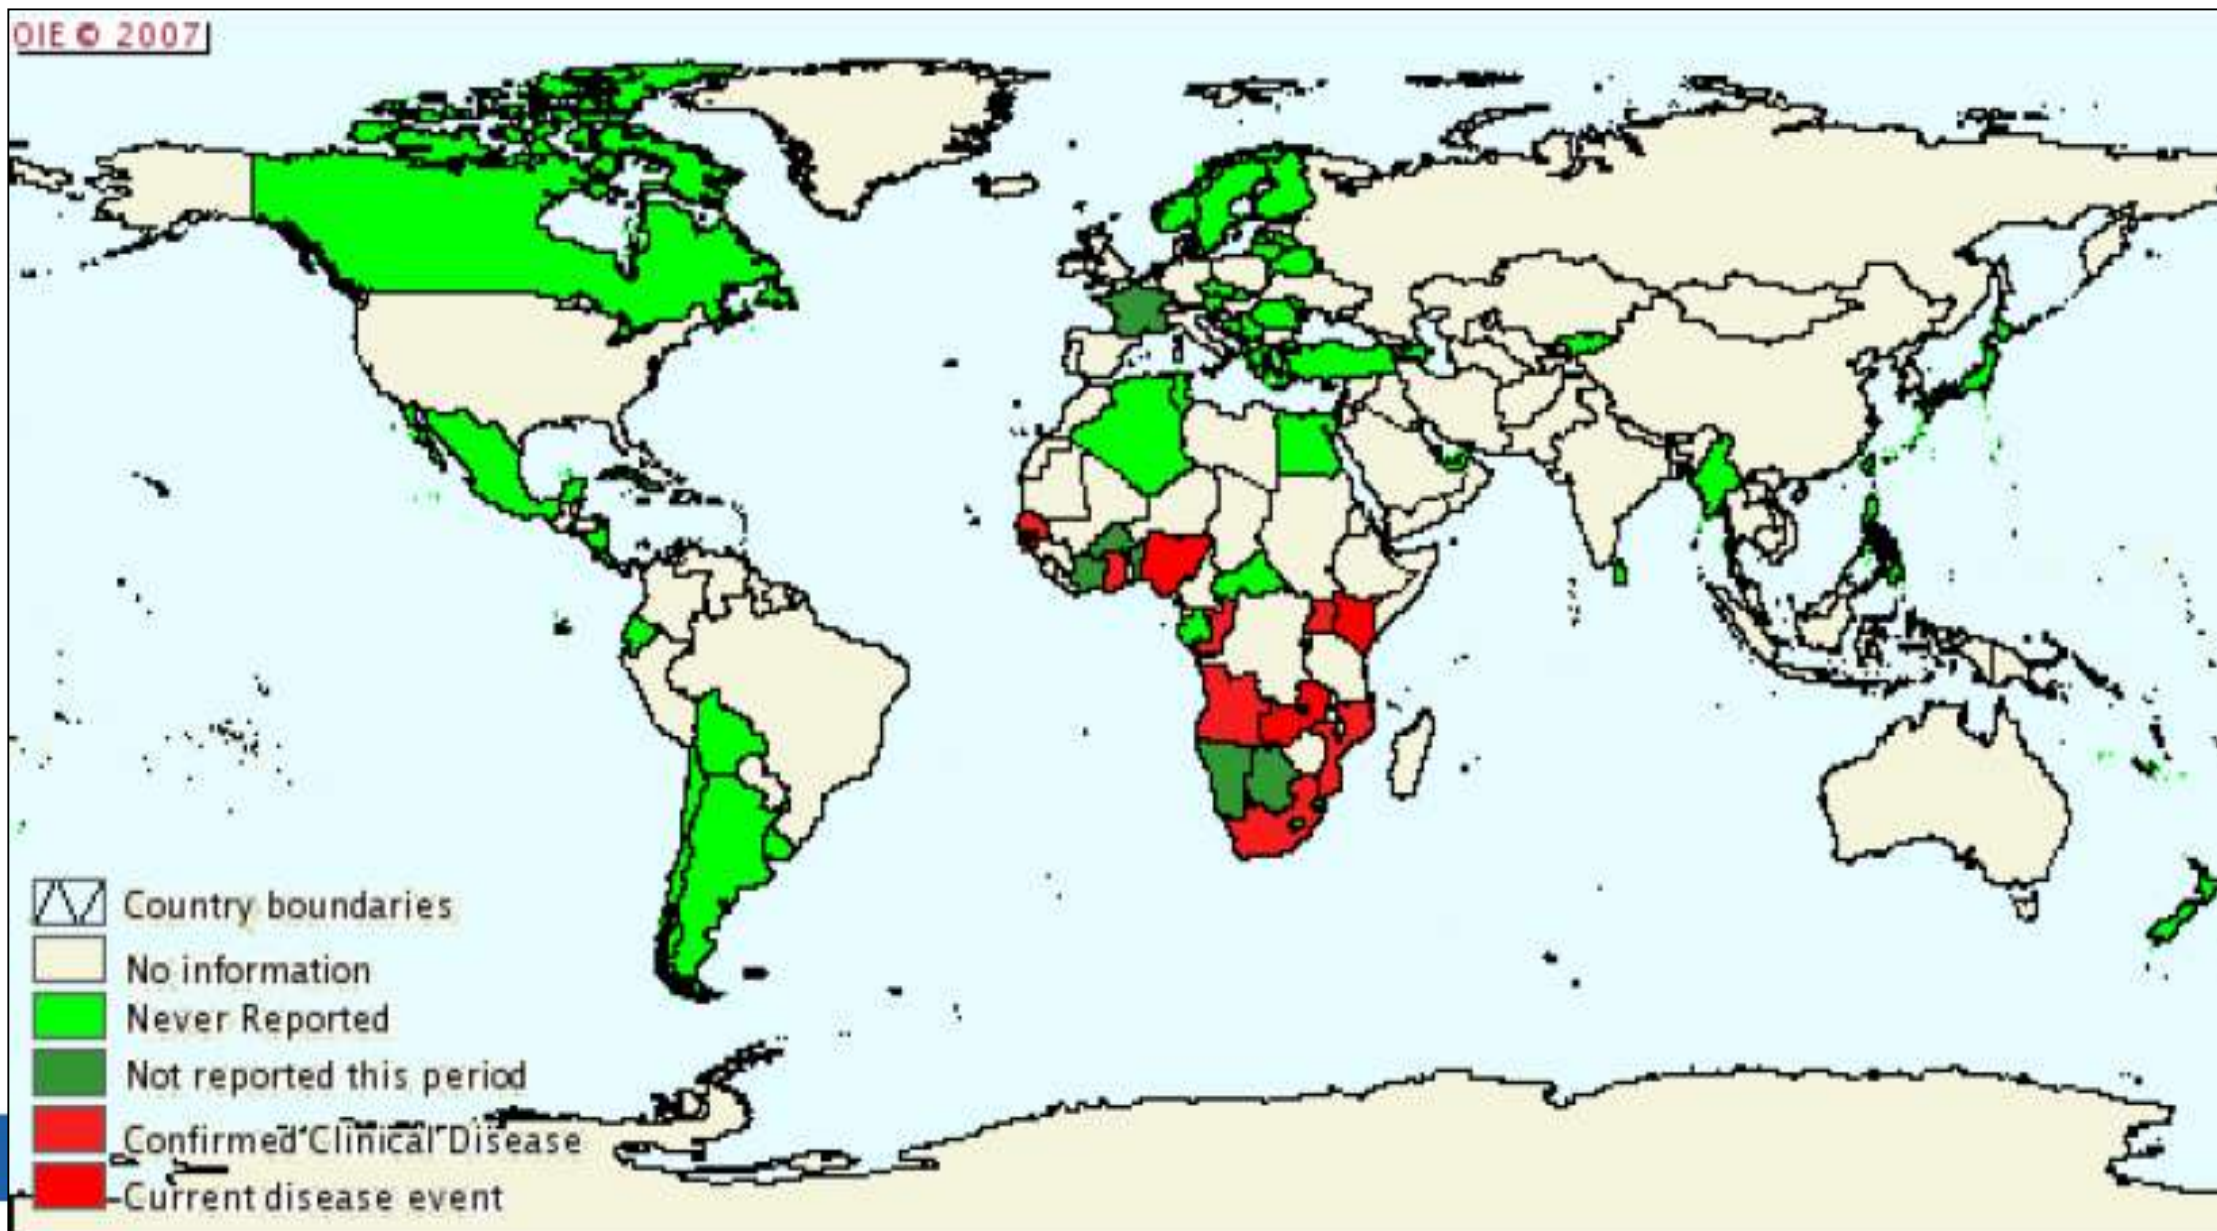 OIE © 2007
Country boundaries
No information
Never Reported
Not reported this period
Confirmed Clinical Disease
Current disease event